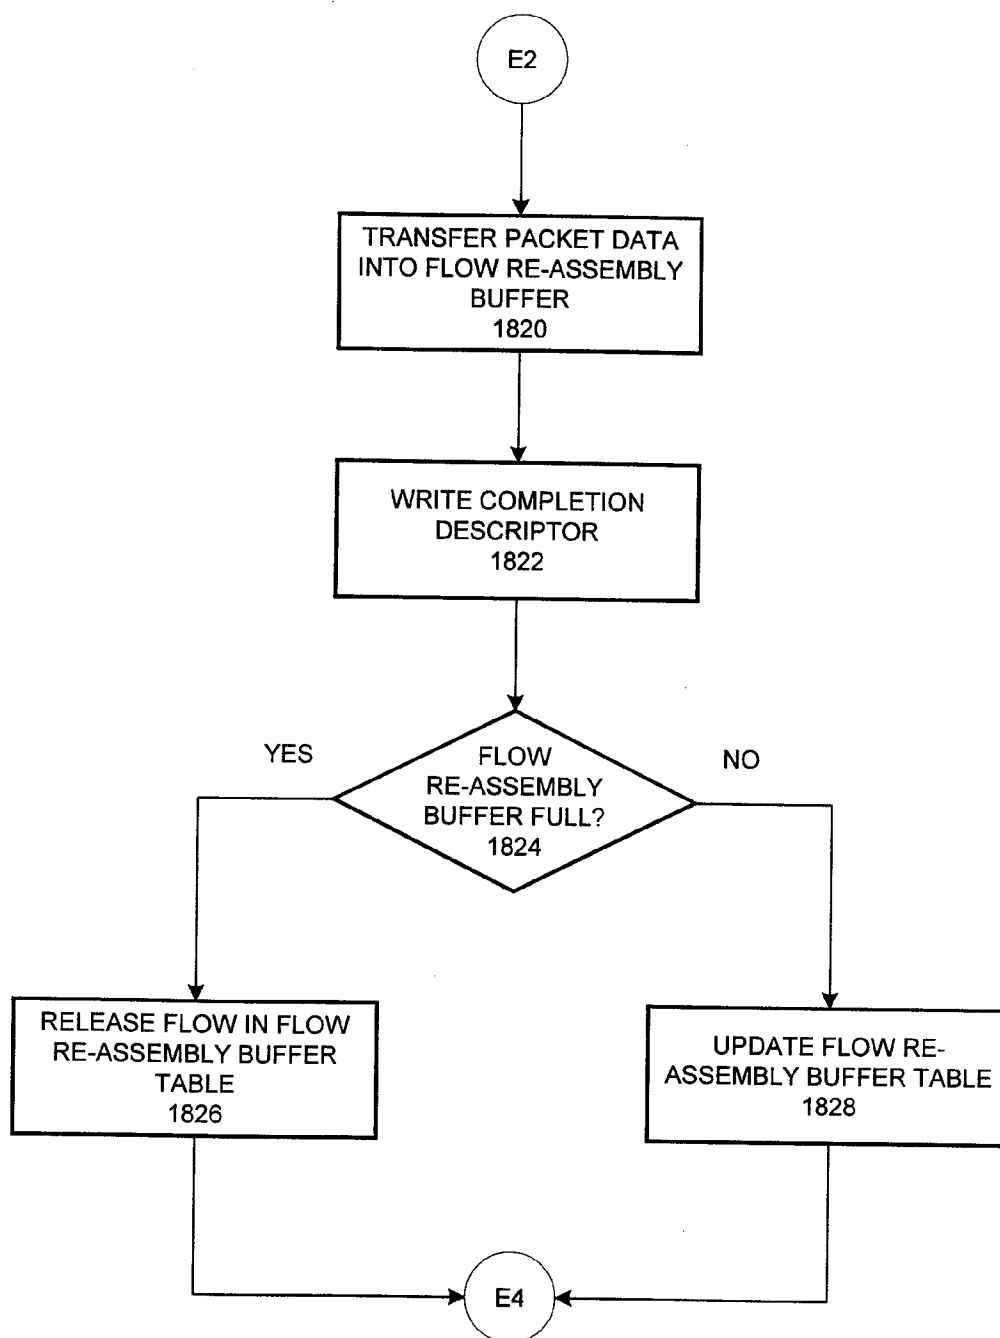 E2
TRANSFER PACKET DATA
INTO FLOW RE-ASSEMBLY
BUFFER
1820
WRITE COMPLETION
DESCRIPTOR
1822
YES
NO
FLOW
RE-ASSEMBLY
BUFFER FULL?
1824
RELEASE FLOW IN FLOW
RE-ASSEMBLY BUFFER
TABLE
1826
UPDATE FLOW RE-
ASSEMBLY BUFFER TABLE
1828
E4